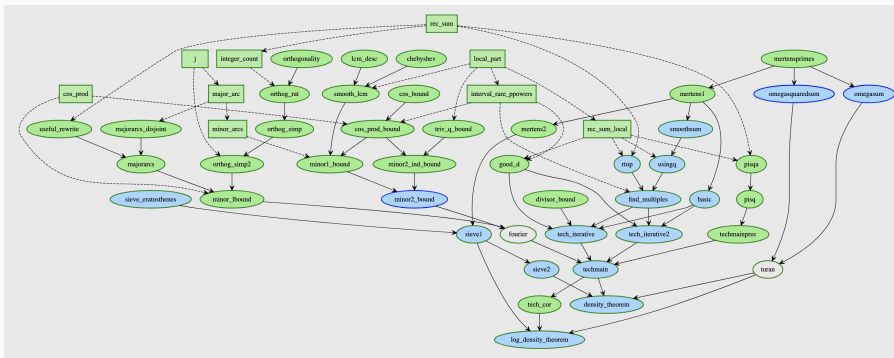 rec_sum
j
integer_count
orthogonality
lcm_desc
chebyshev
local_part
mertensprimes
cos_prod
major_arc
orthog_rat
smooth_lcm
cos_bound
interval_rare_ppowers
mertens1
omegasquaredsum
omegasum
useful_rewrite
majorarcs_disjoint
minor_arcs
orthog_simp
cos_prod_bound
triv_q_bound
mertens2
rec_sum_local
smoothsum
majorarcs
orthog_simp2
minor1_bound
minor2_ind_bound
good_d
rtop
usingq
pisqa
sieve_eratosthenes
minor_lbound
minor2_bound
divisor_bound
find_multiples
basic
pisq
sieve1
fourier
tech_iterative
tech_iterative2
techmainprec
sieve2
techmain
turan
tech_cor
density_theorem
log_density_theorem